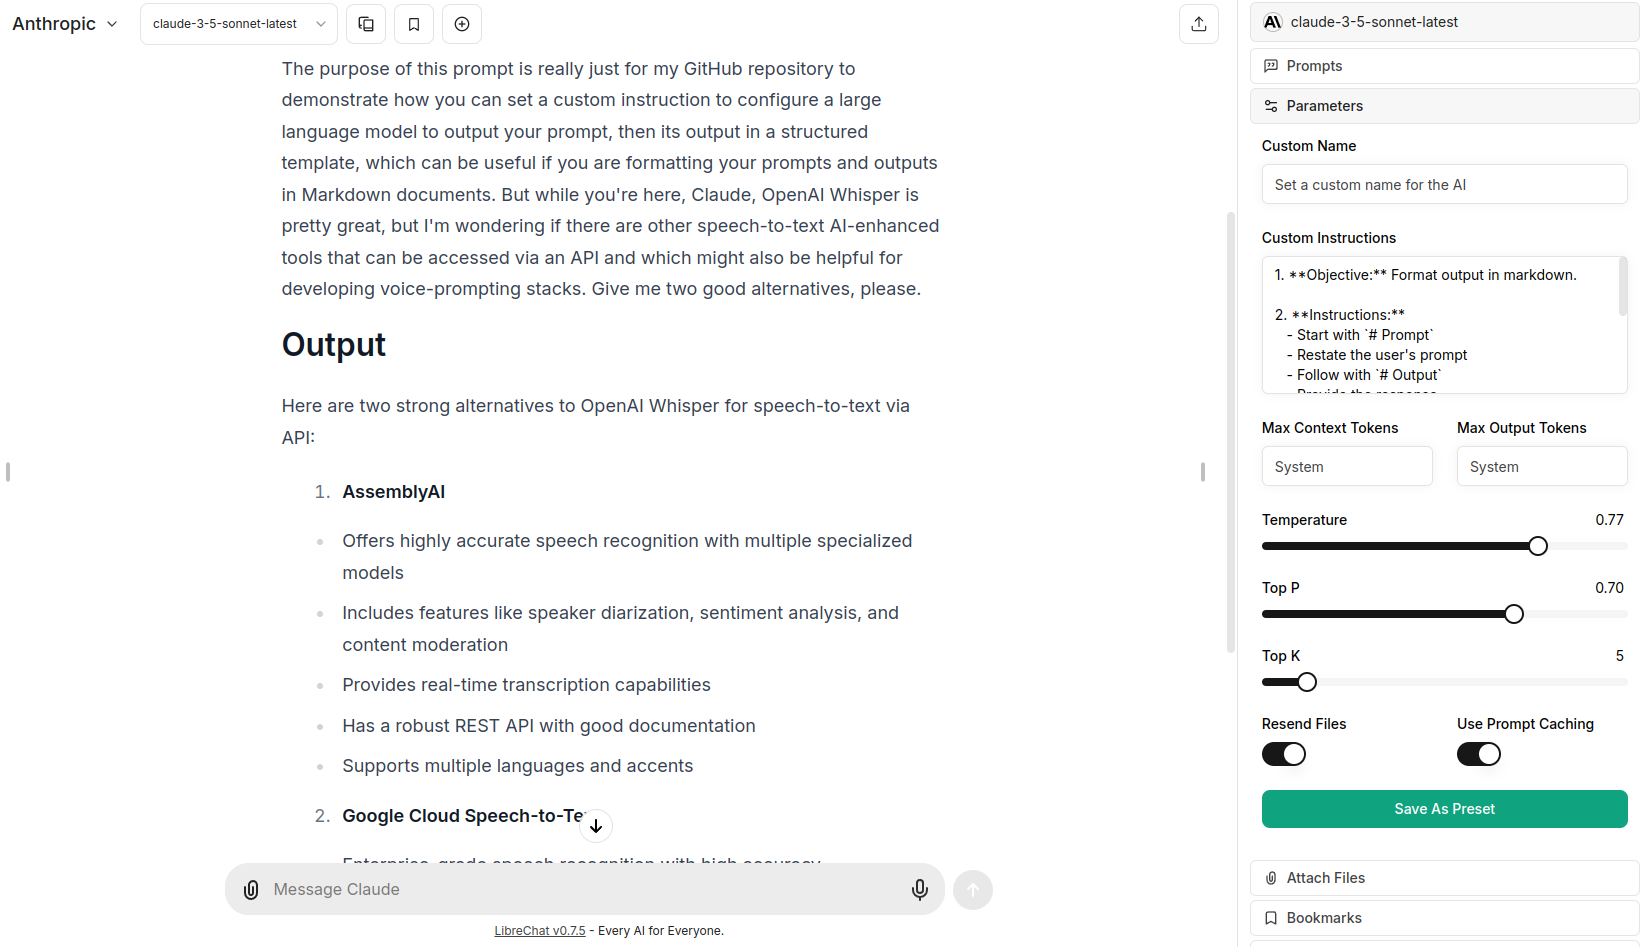 Anthropic
claude-3-5-sonnet-latest
The purpose of this prompt is really just for my GitHub repository to
demonstrate how you can set a custom instruction to configure a large
language model to output your prompt, then its output in a structured
template, which can be useful if you are formatting your prompts and outputs
in Markdown documents. But while you're here, Claude, OpenAI Whisper is
pretty great, but I'm wondering if there are other speech-to-text AI-enhanced
tools that can be accessed via an API and which might also be helpful for
developing voice-prompting stacks. Give me two good alternatives, please.
Output
Here are two strong alternatives to OpenAI Whisper for speech-to-text via
API:
1. AssemblyAI
Offers highly accurate speech recognition with multiple specialized
models
Includes features like speaker diarization, sentiment analysis, and
content moderation
Provides real-time transcription capabilities
Has a robust REST API with good documentation
Supports multiple languages and accents
2. Google Cloud Speech-to-Te
Enterprise-grade speech recognition with high accuracy
Message Claude
LibreChat v0.7.5 - Every AI for Everyone.
claude-3-5-sonnet-latest
Prompts
Parameters
Custom Name
Set a custom name for the AI
Custom Instructions
1. **Objective:** Format output in markdown.
2. **Instructions:**
- Start with `# Prompt`
- Restate the user's prompt
- Follow with `# Output`
- Provide the response
Max Context Tokens
Max Output Tokens
System
System
Temperature 0.77
Top P 0.70
Top K 5
Resend Files
Use Prompt Caching
Save As Preset
Attach Files
Bookmarks